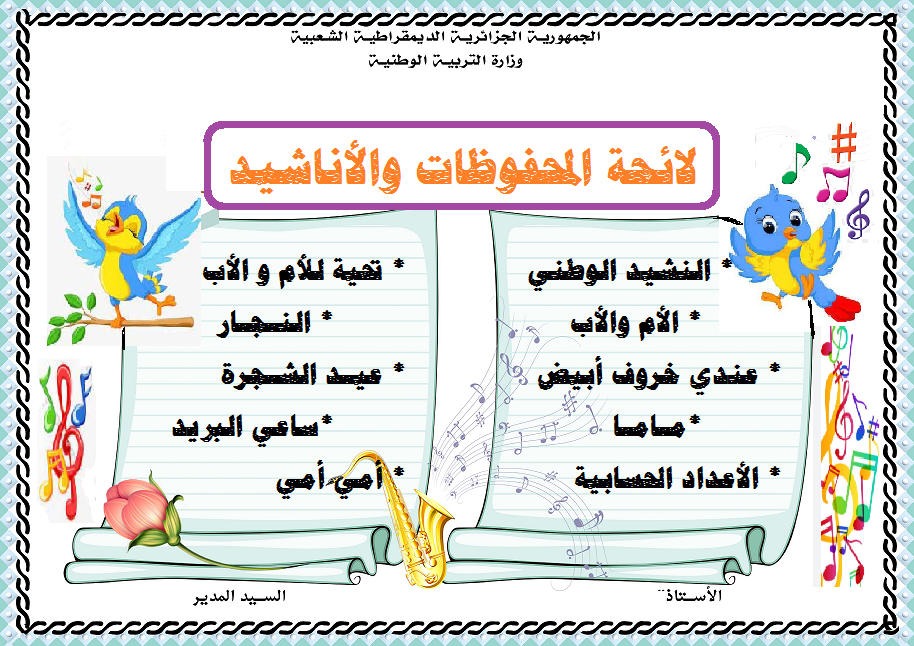 الجمهورية الجزائرية الديمقراطية الشعبية
وزارة التربية الوطنية
لائحة المحفوظات والأناشيد
* النشيد الوطني
* الأم والأب
* عندي خروف أبيض
* ماما
* الأعداد الحسابية
* تحية للأم و الأب
* النجار
* عيد الشجرة
* ساعي البريد
* أمي أمي
الأستاذ
السيد المدير